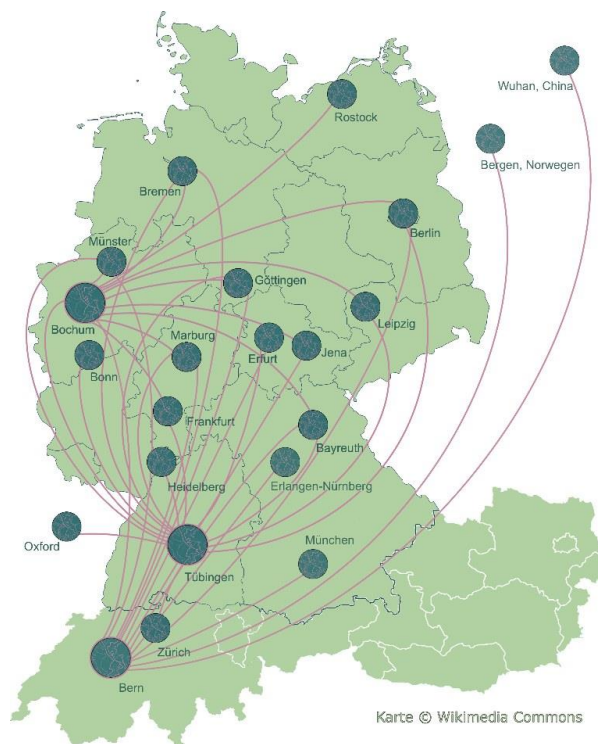 Wuhan, China
Rostock
Bergen, Norwegen
Bremen
Berlin
Münster
Göttingen
Leipzig
Bochum
Marburg
Erfurt
Jena
Bonn
Frankfurt
Bayreuth
Heidelberg
Erlangen-Nürnberg
Oxford
München
Tübingen
Zürich
Bern
Karte © Wikimedia Commons